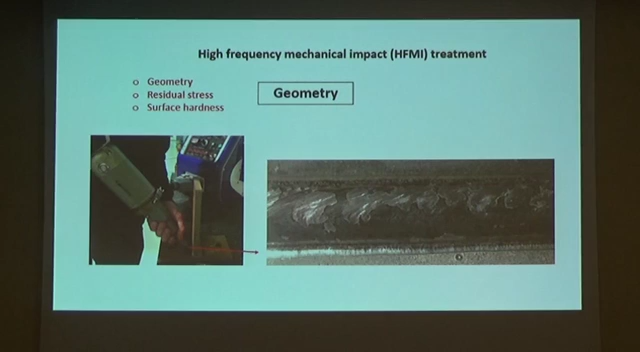 High frequency mechanical impact (HFMI) treatment
Geometry
Residual stress
Surface hardness
Geometry